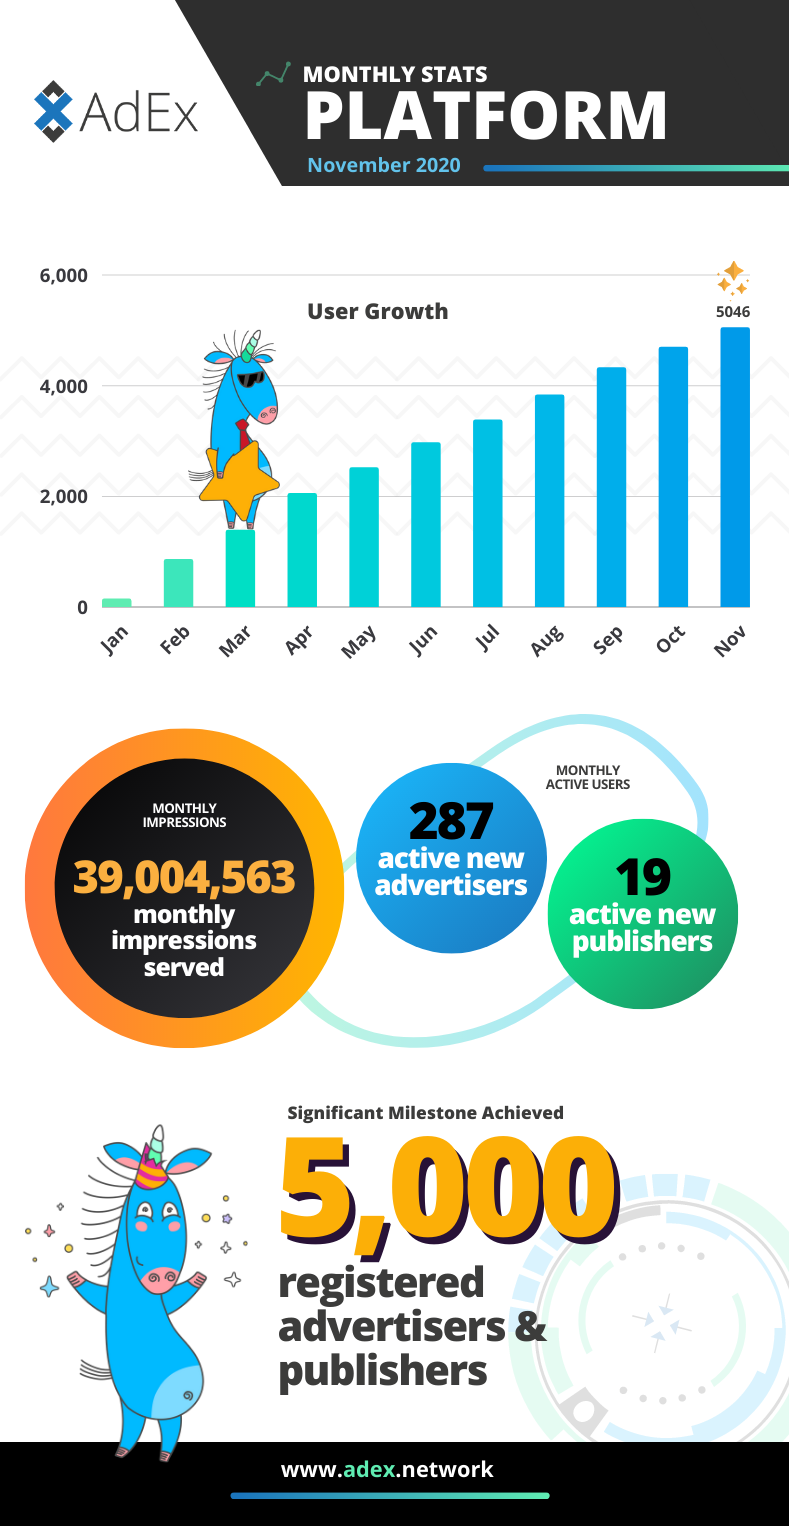 AdEx
MONTHLY STATS
PLATFORM
November 2020
User Growth
6,000
4,000
2,000
0
5046
Jan
Feb
Mar
Apr
May
Jun
Jul
Aug
Sep
Oct
Nov
MONTHLY
IMPRESSIONS
39,004,563
monthly
impressions
served
287
active new
advertisers
MONTHLY
ACTIVE USERS
19
active new
publishers
Significant Milestone Achieved
5,000
registered
advertisers &
publishers
www.adex.network